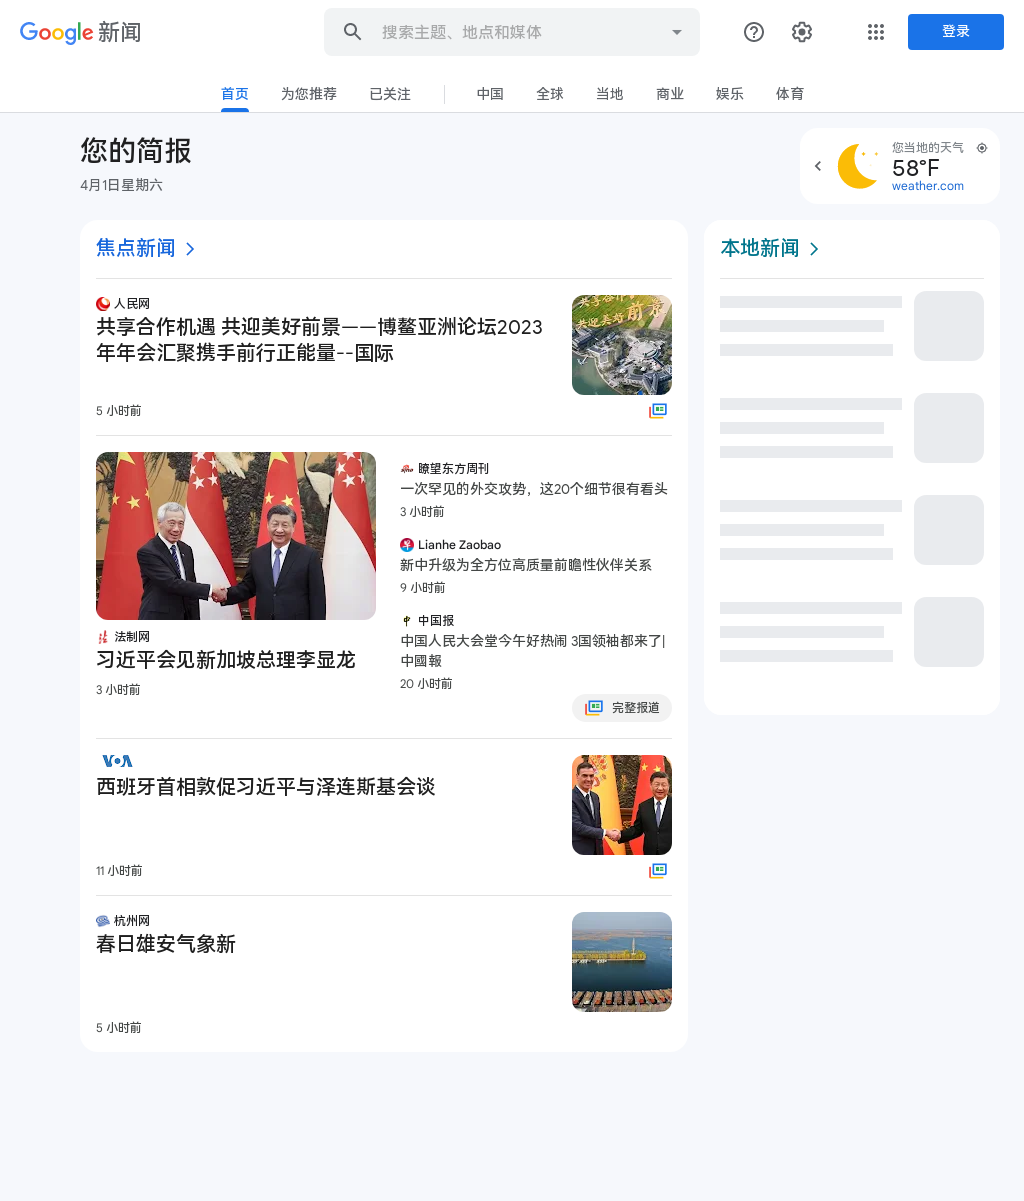 Google 新闻
搜索主题、地点和媒体
登录
首页
为您推荐
已关注
中国
全球
当地
商业
娱乐
体育
您的简报
4月1日星期六
您当地的天气
58°F
weather.com
焦点新闻
人民网
共享合作机遇 共迎美好前景——博鳌亚洲论坛2023
年年会汇聚携手前行正能量--国际
共迎美好前景
5 小时前
法制网
习近平会见新加坡总理李显龙
3 小时前
瞭望东方周刊
一次罕见的外交攻势，这20个细节很有看头
3 小时前
Lianhe Zaobao
新中升级为全方位高质量前瞻性伙伴关系
9 小时前
中国报
中国人民大会堂今午好热闹 3国领袖都来了|
中國報
20 小时前
完整报道
VOA
西班牙首相敦促习近平与泽连斯基会谈
11 小时前
杭州网
春日雄安气象新
5 小时前
本地新闻